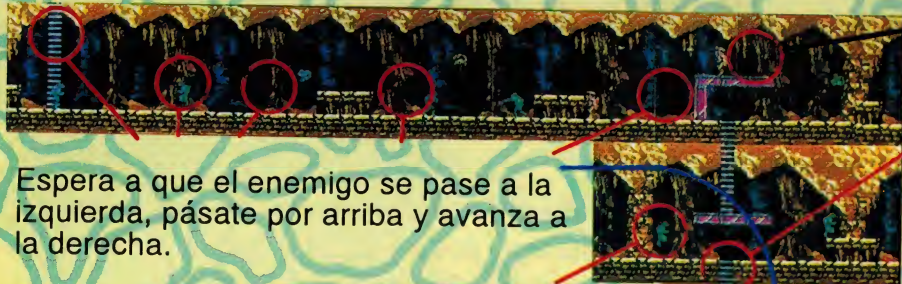 Espera a que el enemigo se pase a la
izquierda, pásate por arriba y avanza a
la derecha.